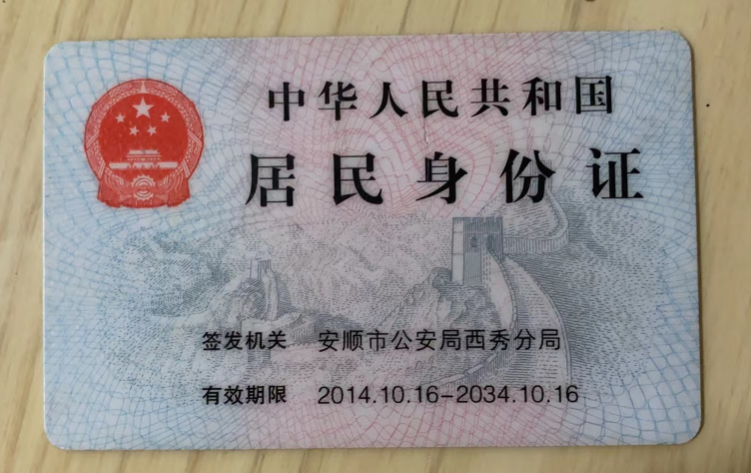 中华人民共和国
居民身份证
签发机关 安顺市公安局西秀分局
有效期限 2014.10.16-2034.10.16